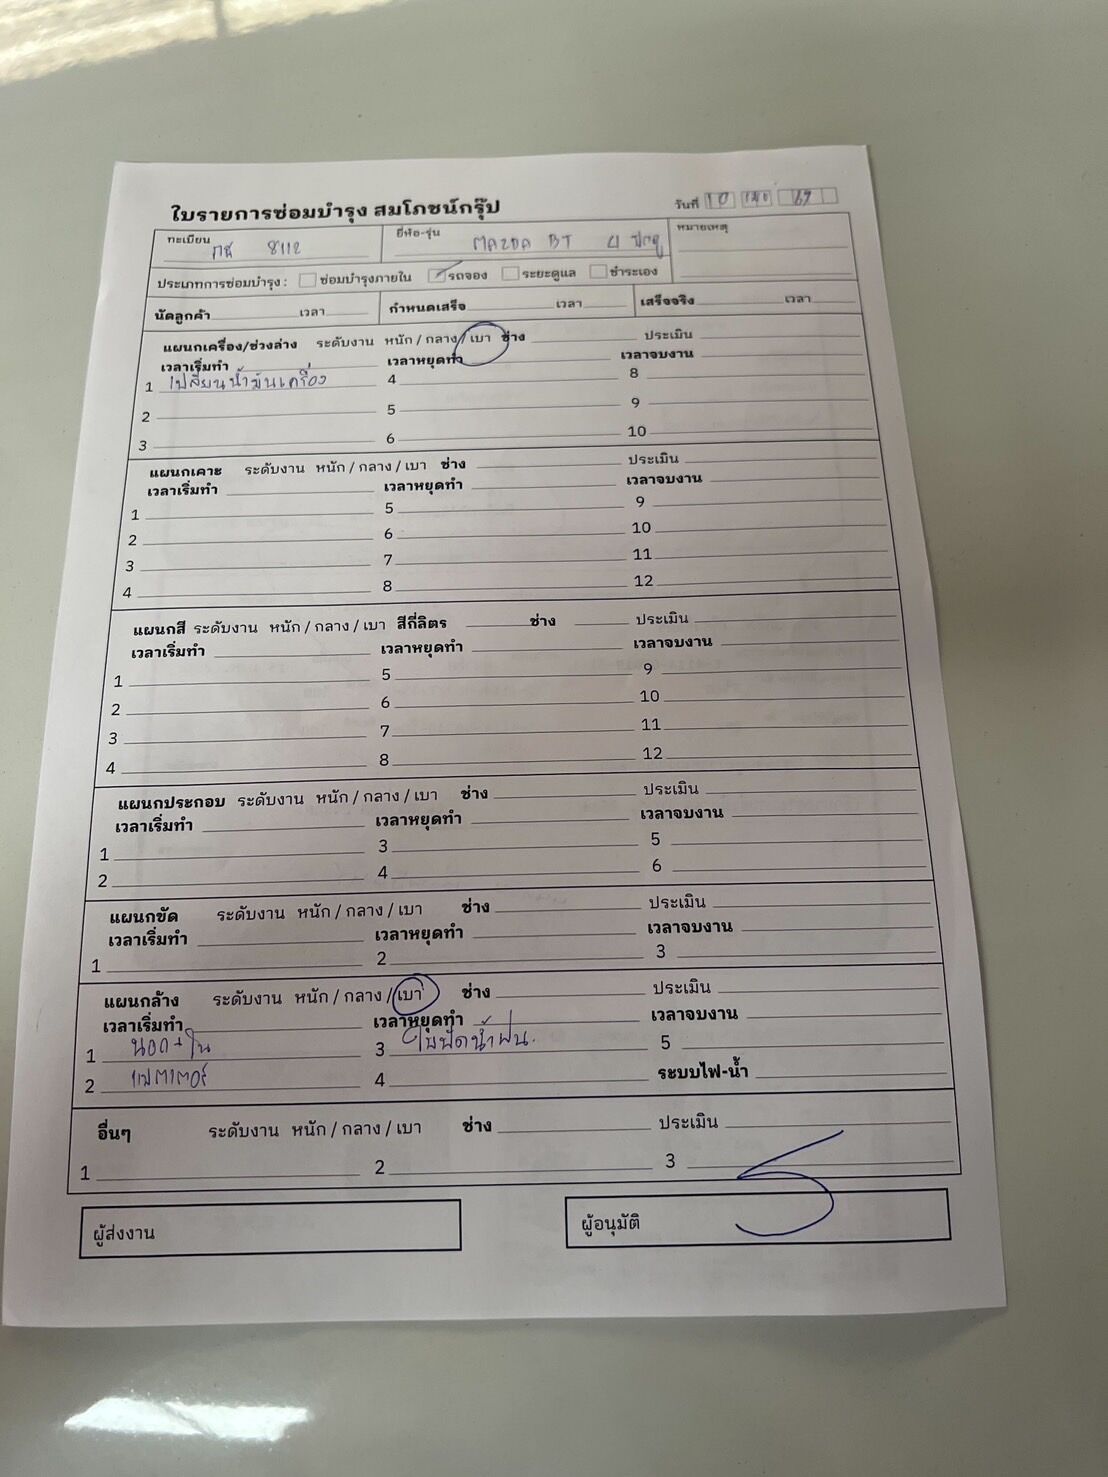 ใบรายการซ่อมบำรุง สมโภชน์กรุ๊ป วันที่ 10 69
ทะเบียน 8112 ยี่ห้อ-รุ่น MAZDA BT 4 ประตู หมายเหตุ
ประเภทการซ่อมบำรุง : ซ่อมบำรุงภายใน รถจอง ระยะดูแล ชำระเอง
นัดลูกค้า เวลา กำหนดเสร็จ เวลา เสร็จจริง เวลา
แผนกเครื่อง/ช่วงล่าง ระดับงาน หนัก / กลาง / เบา ช่าง ประเมิน
เวลาเริ่มทำ เวลาหยุดทำ เวลาจบงาน
1 เปลี่ยนน้ำมันเครื่อง 4 8
2 5 9
3 6 10
แผนกเคาะ ระดับงาน หนัก / กลาง / เบา ช่าง ประเมิน
เวลาเริ่มทำ เวลาหยุดทำ เวลาจบงาน
1 5 9
2 6 10
3 7 11
4 8 12
แผนกสี ระดับงาน หนัก / กลาง / เบา สีกี่ลิตร ช่าง ประเมิน
เวลาเริ่มทำ เวลาหยุดทำ เวลาจบงาน
1 5 9
2 6 10
3 7 11
4 8 12
แผนกประกอบ ระดับงาน หนัก / กลาง / เบา ช่าง ประเมิน
เวลาเริ่มทำ เวลาหยุดทำ เวลาจบงาน
1 3 5
2 4 6
แผนกขัด ระดับงาน หนัก / กลาง / เบา ช่าง ประเมิน
เวลาเริ่มทำ เวลาหยุดทำ เวลาจบงาน
1 2 3
แผนกล้าง ระดับงาน หนัก / กลาง / เบา ช่าง ประเมิน
เวลาเริ่มทำ เวลาหยุดทำ เวลาจบงาน
1 นอก+ใน 3 ใบปัดน้ำฝน. 5
2 แบตเตอรี่ 4 ระบบไฟ-น้ำ
อื่นๆ ระดับงาน หนัก / กลาง / เบา ช่าง ประเมิน
1 2 3
ผู้ส่งงาน ผู้อนุมัติ